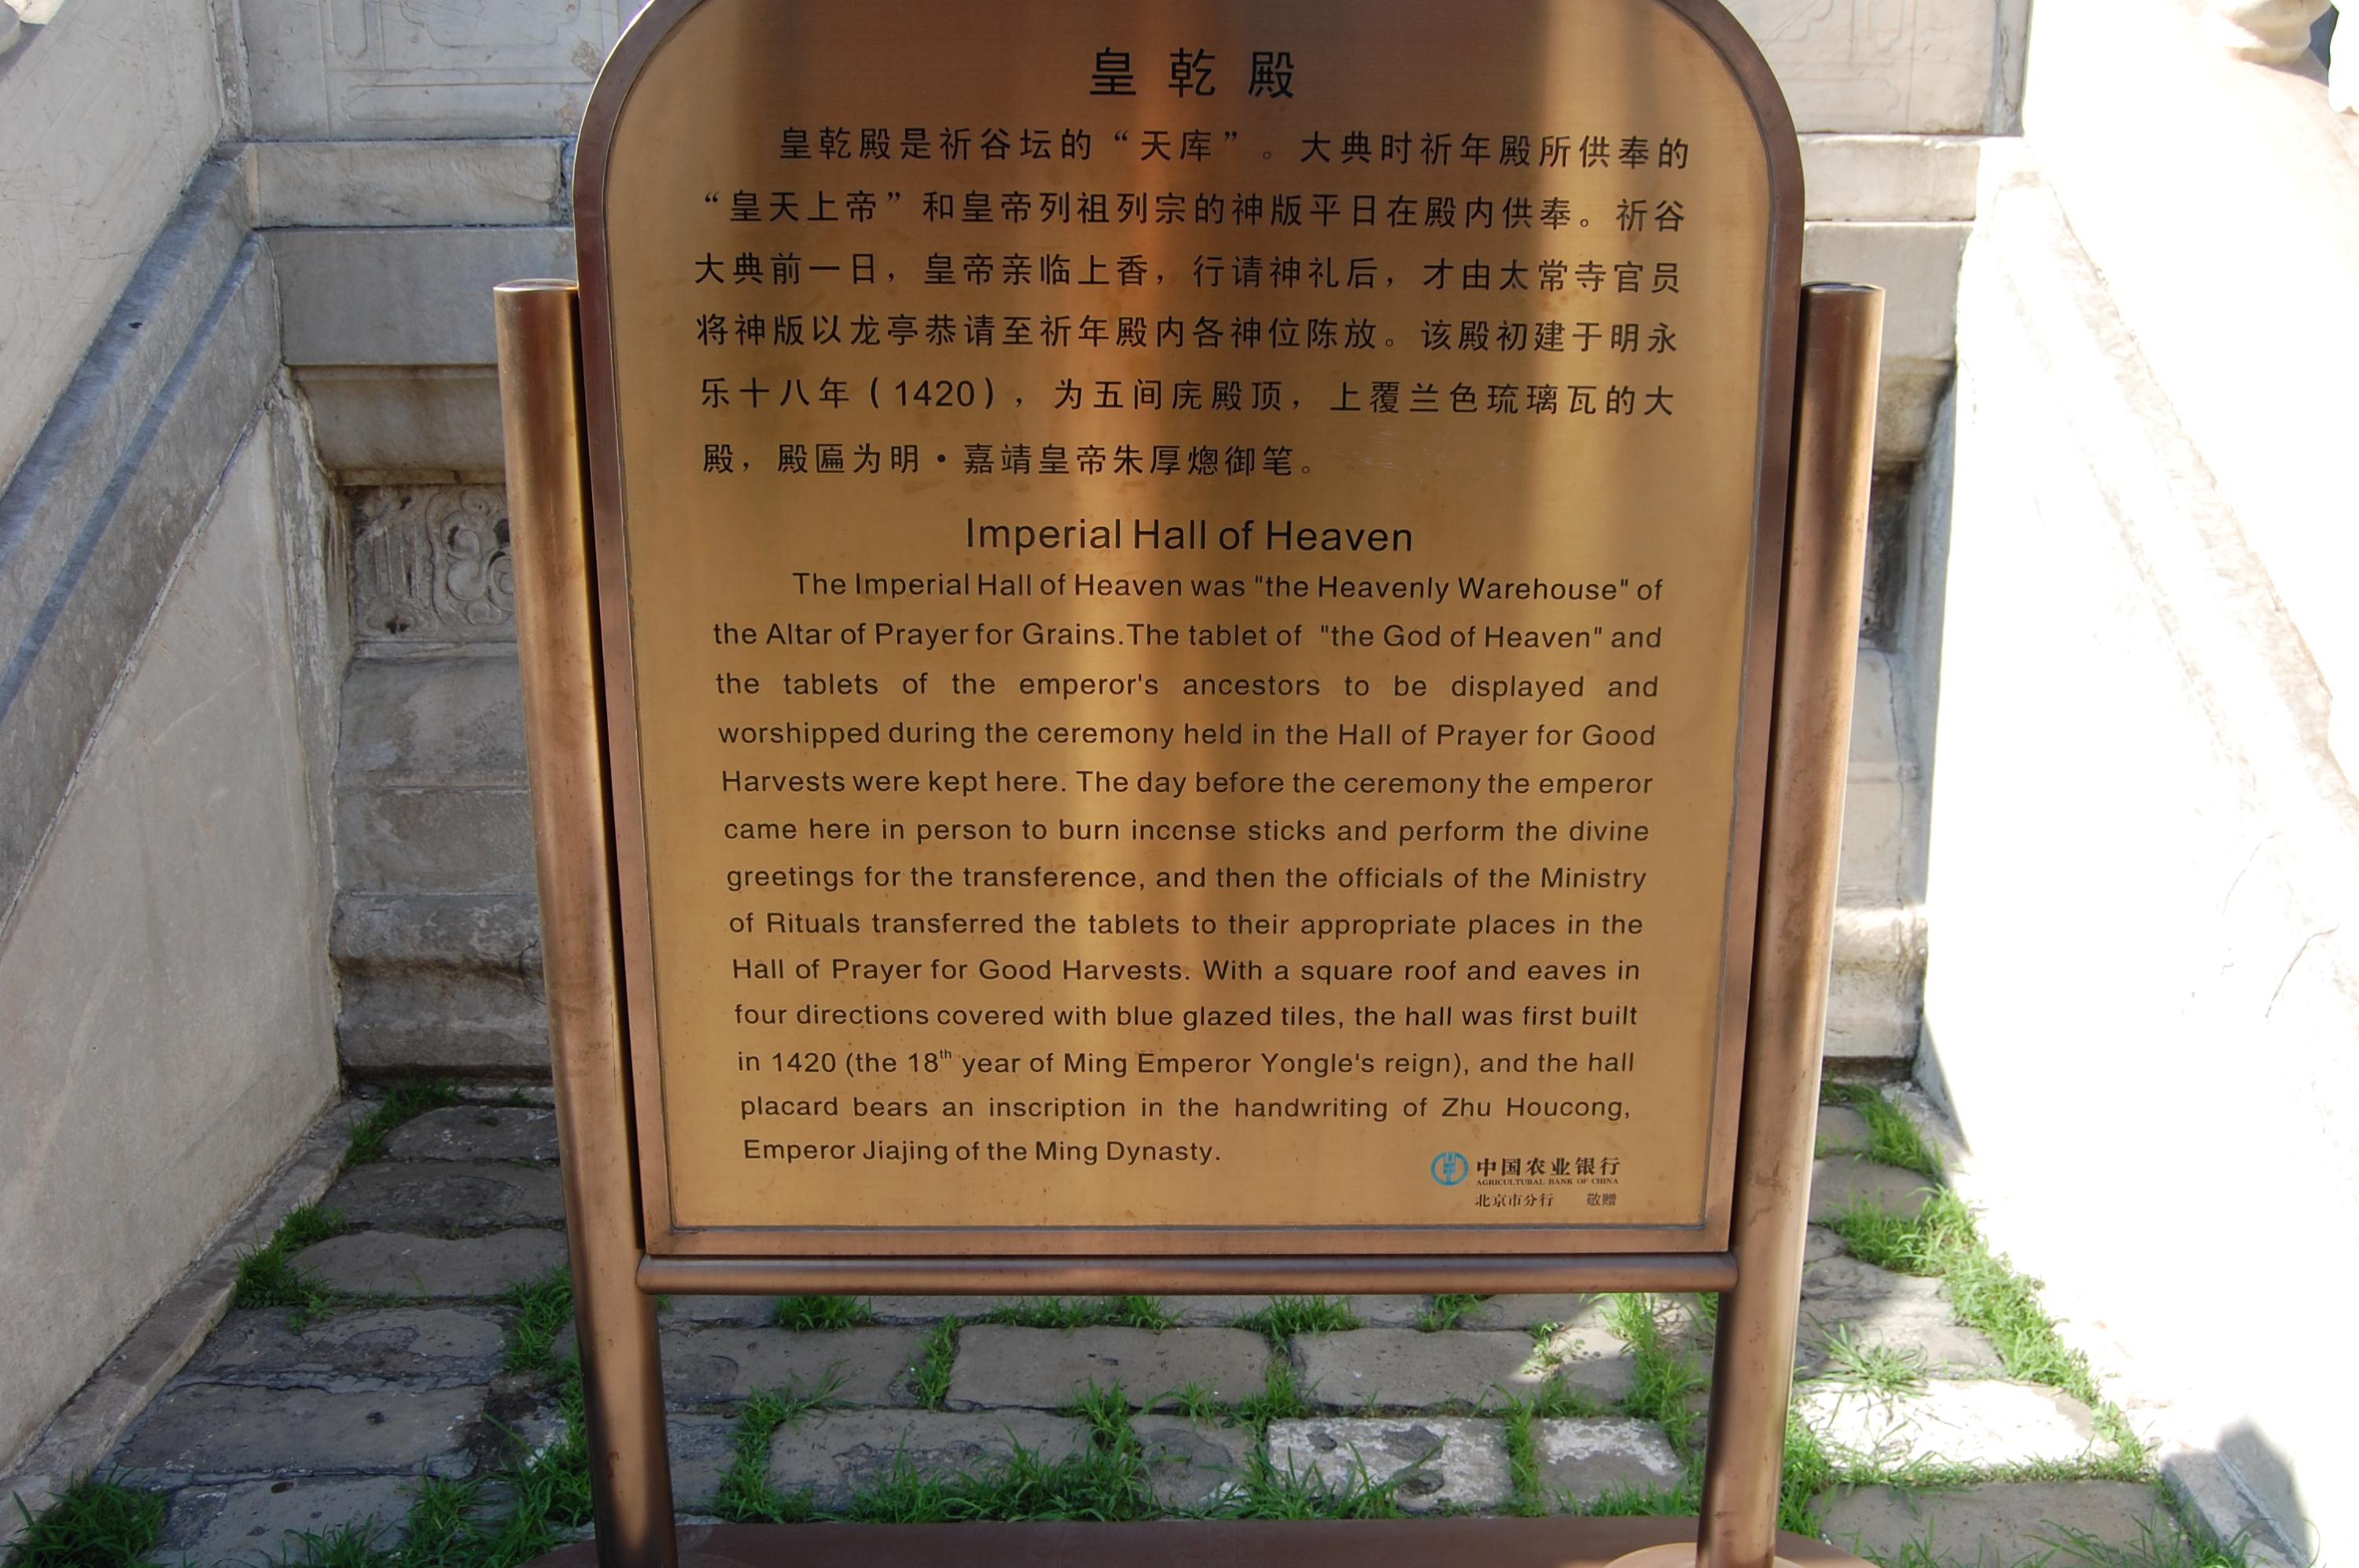 皇乾殿
皇乾殿是祈谷坛的“天库”。大典时祈年殿所供奉的
“皇天上帝”和皇帝列祖列宗的神版平日在殿内供奉。祈谷
大典前一日，皇帝亲临上香，行请神礼后，才由太常寺官员
将神版以龙亭恭请至祈年殿内各神位陈放。该殿初建于明永
乐十八年（1420），为五间庑殿顶，上覆兰色琉璃瓦的大
殿，殿匾为明·嘉靖皇帝朱厚熜御笔。
Imperial Hall of Heaven
The Imperial Hall of Heaven was "the Heavenly Warehouse" of
the Altar of Prayer for Grains.The tablet of "the God of Heaven" and
the tablets of the emperor's ancestors to be displayed and
worshipped during the ceremony held in the Hall of Prayer for Good
Harvests were kept here. The day before the ceremony the emperor
came here in person to burn incense sticks and perform the divine
greetings for the transference, and then the officials of the Ministry
of Rituals transferred the tablets to their appropriate places in the
Hall of Prayer for Good Harvests. With a square roof and eaves in
four directions covered with blue glazed tiles, the hall was first built
in 1420 (the 18th year of Ming Emperor Yongle's reign), and the hall
placard bears an inscription in the handwriting of Zhu Houcong,
Emperor Jiajing of the Ming Dynasty.
中国农业银行
AGRICULTURAL BANK OF CHINA
北京市分行 敬赠